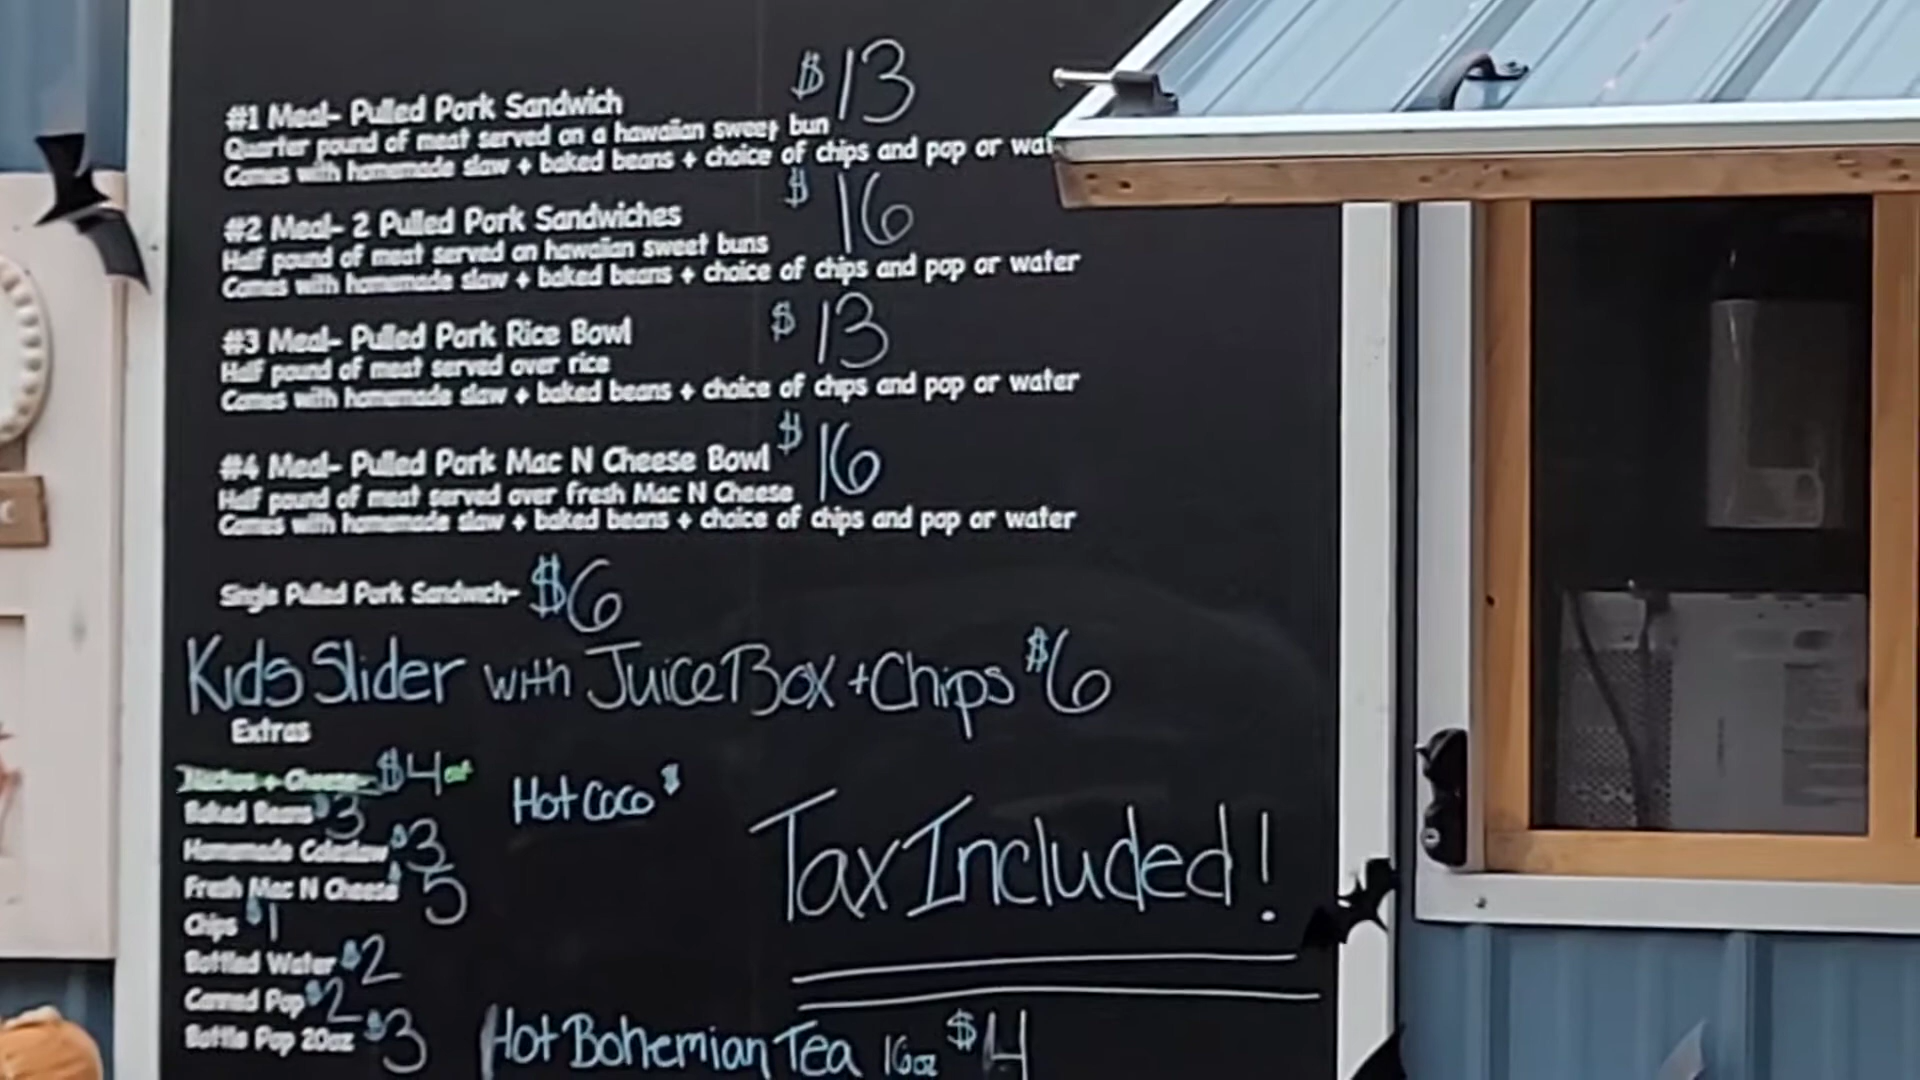 #1 Meal- Pulled Pork Sandwich $13
Quarter pound of meat served on a hawaiian sweet bun
Comes with homemade slaw + baked beans + choice of chips and pop or wat
#2 Meal- 2 Pulled Pork Sandwiches $16
Half pound of meat served on hawaiian sweet buns
Comes with homemade slaw + baked beans + choice of chips and pop or water
#3 Meal- Pulled Pork Rice Bowl $13
Half pound of meat served over rice
Comes with homemade slaw + baked beans + choice of chips and pop or water
#4 Meal- Pulled Pork Mac N Cheese Bowl $16
Half pound of meat served over fresh Mac N Cheese
Comes with homemade slaw + baked beans + choice of chips and pop or water
Single Pulled Pork Sandwich- $6
Kids Slider with Juice Box + Chips $6
Extras
Nachos + Cheese- $4
Baked Beans $3
Hot Coco $
Homemade Coleslaw $3
Fresh Mac N Cheese $5
Tax Included!
Chips $1
Bottled Water $2
Canned Pop $2
Bottle Pop 20oz $3
Hot Bohemian Tea 16oz $4